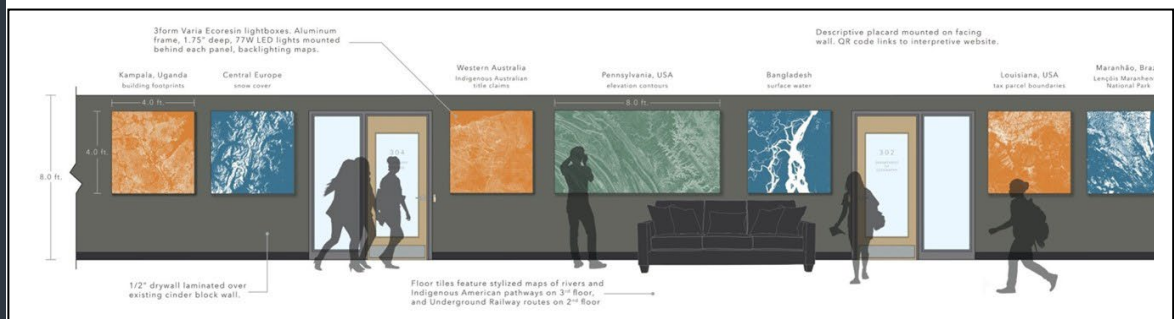 3form Varia Ecoresin lightboxes. Aluminum
frame, 1.75" deep, 77W LED lights mounted
behind each panel, backlighting maps.
Descriptive placard mounted on facing
wall. QR code links to interpretive website.
Kampala, Uganda
building footprints
Central Europe
snow cover
Western Australia
Indigenous Australian
title claims
Pennsylvania, USA
elevation contours
Bangladesh
surface water
Louisiana, USA
tax parcel boundaries
Maranhão, Braz
Lençóis Maranhen
National Park
4.0 ft.
8.0 ft.
4.0 ft.
8.0 ft.
304
302
1/2" drywall laminated over
existing cinder block wall.
Floor tiles feature stylized maps of rivers and
Indigenous American pathways on 3rd floor,
and Underground Railway routes on 2nd floor